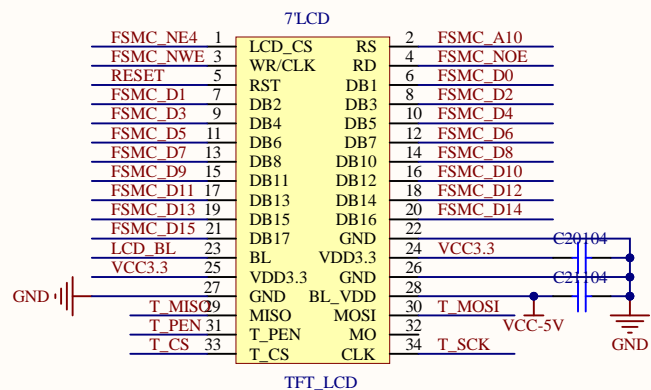 7'LCD
FSMC_NE4 1 LCD_CS RS 2 FSMC_A10
FSMC_NWE 3 WR/CLK RD 4 FSMC_NOE
RESET 5 RST DB1 6 FSMC_D0
FSMC_D1 7 DB2 DB3 8 FSMC_D2
FSMC_D3 9 DB4 DB5 10 FSMC_D4
FSMC_D5 11 DB6 DB7 12 FSMC_D6
FSMC_D7 13 DB8 DB10 14 FSMC_D8
FSMC_D9 15 DB11 DB12 16 FSMC_D10
FSMC_D11 17 DB13 DB14 18 FSMC_D12
FSMC_D13 19 DB15 DB16 20 FSMC_D14
FSMC_D15 21 DB17 GND 22 C20104
LCD_BL 23 BL VDD3.3 24 VCC3.3
VCC3.3 25 VDD3.3 GND 26 C21104
GND 27 GND BL_VDD 28
T_MISO 29 MISO MOSI 30 T_MOSI
T_PEN 31 T_PEN MO 32 VCC-5V
T_CS 33 T_CS CLK 34 T_SCK GND
TFT_LCD